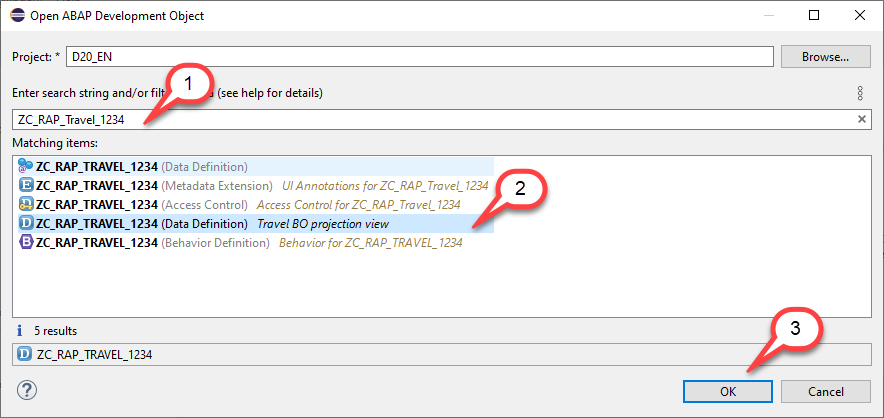 Open ABAP Development Object
Project: * D20_EN Browse...
1
Enter search string and/or fil (see help for details)
ZC_RAP_Travel_1234
Matching items:
ZC_RAP_TRAVEL_1234 (Data Definition)
ZC_RAP_TRAVEL_1234 (Metadata Extension) UI Annotations for ZC_RAP_Travel_1234
2
ZC_RAP_TRAVEL_1234 (Access Control) Access Control for ZC_RAP_Travel_1234
ZC_RAP_TRAVEL_1234 (Data Definition) Travel BO projection view
ZC_RAP_TRAVEL_1234 (Behavior Definition) Behavior for ZC_RAP_TRAVEL_1234
5 results
3
ZC_RAP_TRAVEL_1234
OK Cancel